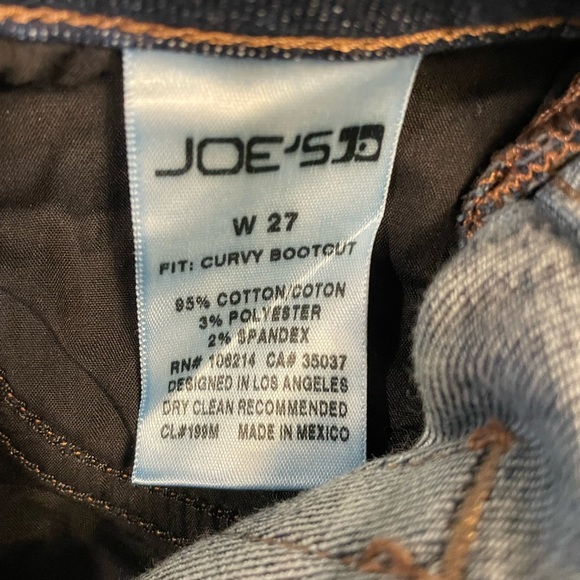 JOE'S JD
W 27
FIT: CURVY BOOTCUT
95% COTTON/COTON
3% POLYESTER
2% SPANDEX
RN# 106214 CA# 35037
DESIGNED IN LOS ANGELES
DRY CLEAN RECOMMENDED
CL#199M MADE IN MEXICO